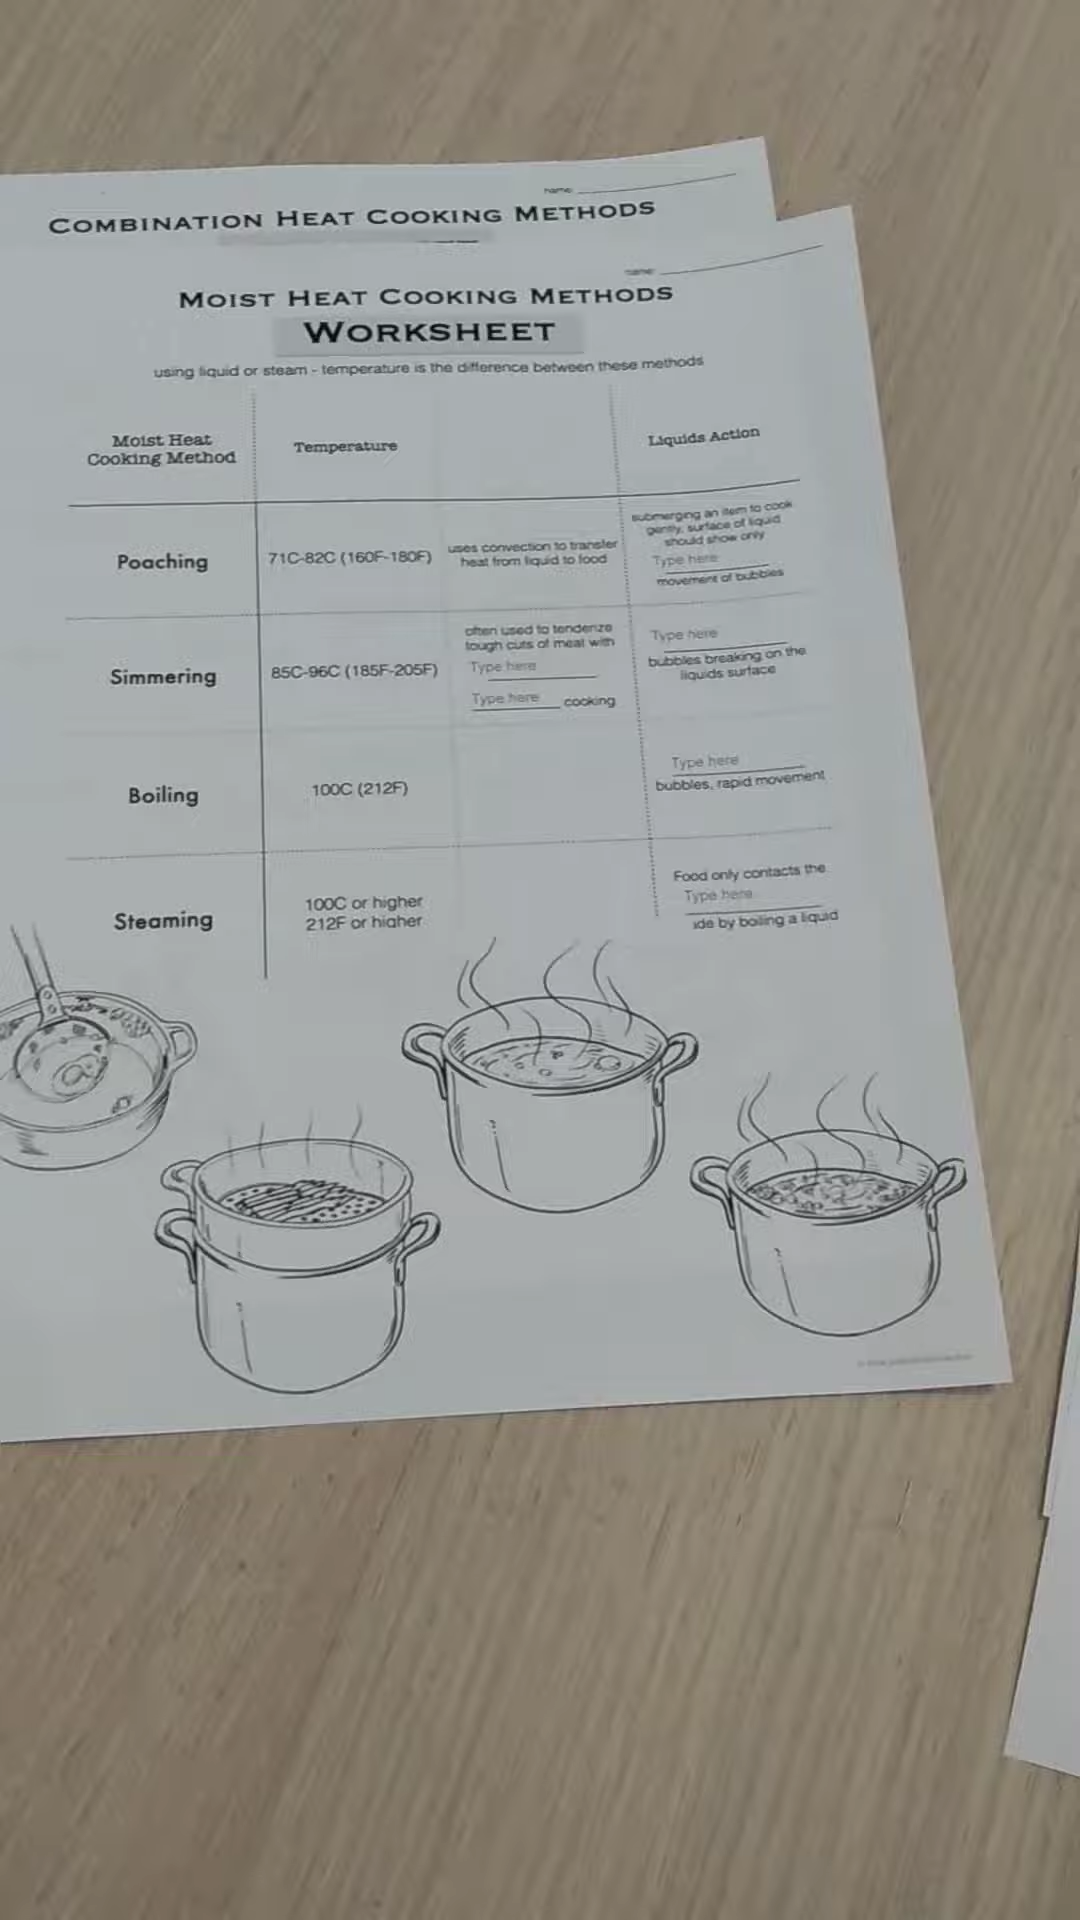 name:
COMBINATION HEAT COOKING METHODS
name:
MOIST HEAT COOKING METHODS
WORKSHEET
using liquid or steam - temperature is the difference between these methods
Moist Heat
Cooking Method
Temperature
Liquids Action
Poaching
71C-82C (160F-180F)
uses convection to transfer
heat from liquid to food
submerging an item to cook
gently, surface of liquid
should show only
Type here
movement of bubbles
Simmering
85C-96C (185F-205F)
often used to tenderize
tough cuts of meat with
Type here
Type here cooking
Type here
bubbles breaking on the
liquids surface
Boiling
100C (212F)
Type here
bubbles, rapid movement
Steaming
100C or higher
212F or higher
Food only contacts the
Type here
ide by boiling a liquid